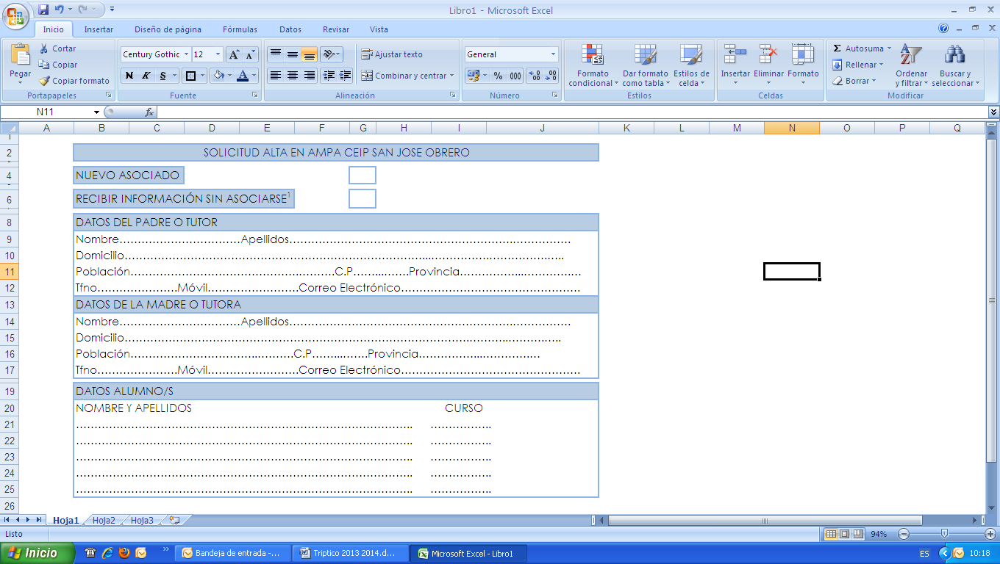 Libro1 - Microsoft Excel
Inicio Insertar Diseño de página Fórmulas Datos Revisar Vista
Pegar Cortar Copiar Copiar formato
Century Gothic 12
N K S
Ajustar texto
Combinar y centrar
General
% 000
Formato condicional
Dar formato como tabla
Estilos de celda
Insertar Eliminar Formato
Autosuma
Rellenar
Borrar
Ordenar y filtrar
Buscar y seleccionar
Portapapeles Fuente Alineación Número Estilos Celdas Modificar
N11 fx
A B C D E F G H I J K L M N O P Q
1
2 SOLICITUD ALTA EN AMPA CEIP SAN JOSE OBRERO
4 NUEVO ASOCIADO
6 RECIBIR INFORMACIÓN SIN ASOCIARSE1
8 DATOS DEL PADRE O TUTOR
9 Nombre……………………………Apellidos…………………………………………………………………
10 Domicilio……………………………………………………………………………………………………
11 Población………………………………………………C.P……………Provincia……………………………
12 Tfno…………………Móvil……………………Correo Electrónico…………………………………………
13 DATOS DE LA MADRE O TUTORA
14 Nombre……………………………Apellidos…………………………………………………………………
15 Domicilio……………………………………………………………………………………………………
16 Población……………………………………C.P……………Provincia……………………………
17 Tfno…………………Móvil……………………Correo Electrónico…………………………………………
19 DATOS ALUMNO/S
20 NOMBRE Y APELLIDOS CURSO
21 ……………………………………………………………………………….. ……………..
22 ……………………………………………………………………………….. ……………..
23 ……………………………………………………………………………….. ……………..
24 ……………………………………………………………………………….. ……………..
25 ……………………………………………………………………………….. ……………..
26
Hoja1 Hoja2 Hoja3
Listo 94%
Inicio Bandeja de entrada -... Triptico 2013 2014.d... Microsoft Excel - Libro1 ES 10:18